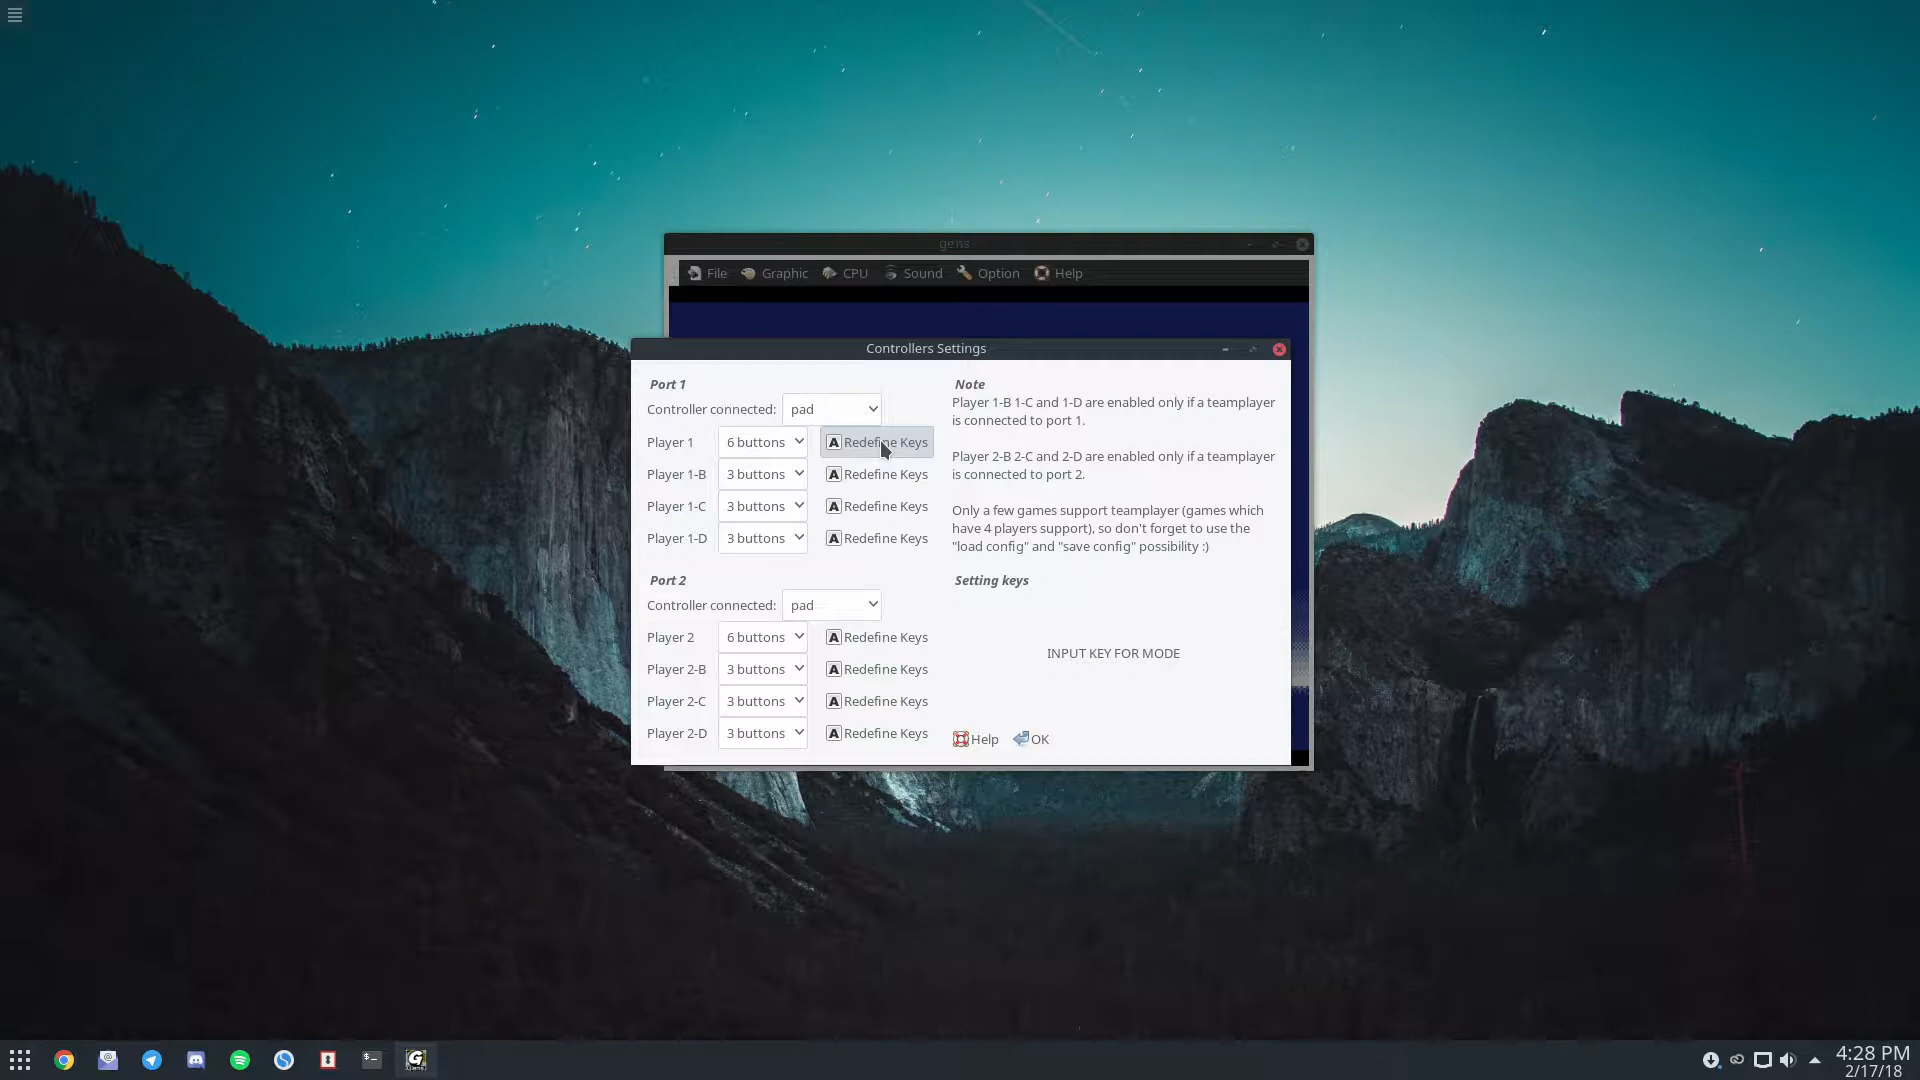 gens
File Graphic CPU Sound Option Help
Controllers Settings
Port 1
Controller connected: pad
Player 1 6 buttons A Redefine Keys
Player 1-B 3 buttons A Redefine Keys
Player 1-C 3 buttons A Redefine Keys
Player 1-D 3 buttons A Redefine Keys
Port 2
Controller connected: pad
Player 2 6 buttons A Redefine Keys
Player 2-B 3 buttons A Redefine Keys
Player 2-C 3 buttons A Redefine Keys
Player 2-D 3 buttons A Redefine Keys
Note
Player 1-B 1-C and 1-D are enabled only if a teamplayer
is connected to port 1.
Player 2-B 2-C and 2-D are enabled only if a teamplayer
is connected to port 2.
Only a few games support teamplayer (games which
have 4 players support), so don't forget to use the
"load config" and "save config" possibility :)
Setting keys
INPUT KEY FOR MODE
Help OK
4:28 PM
2/17/18